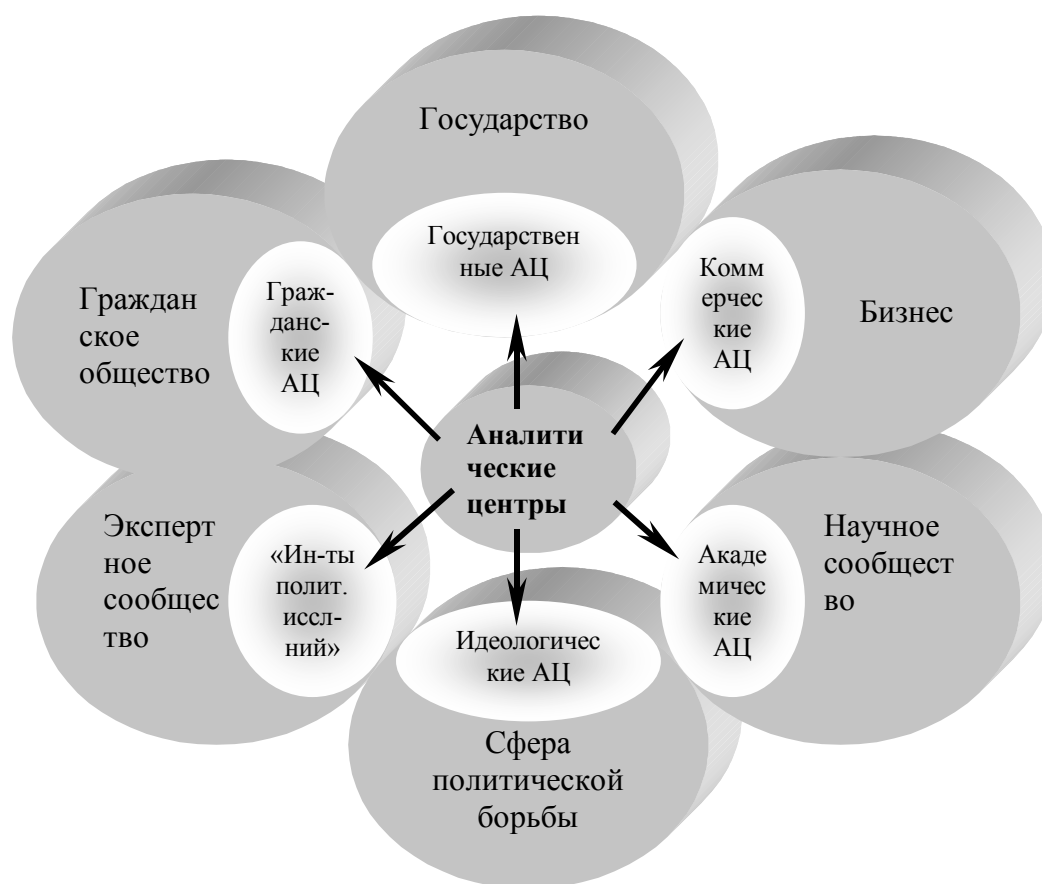 Государство
Государствен
ные АЦ
Граждан
ское
общество
Граж-
данс-
кие
АЦ
Комм
ерчес
кие
АЦ
Бизнес
Аналити
ческие
центры
Эксперт
ное
сообщес
тво
«Ин-ты
полит.
иссл-
ний»
Идеологичес
кие АЦ
Сфера
политической
борьбы
Акаде
мичес
кие
АЦ
Научное
сообщест
во